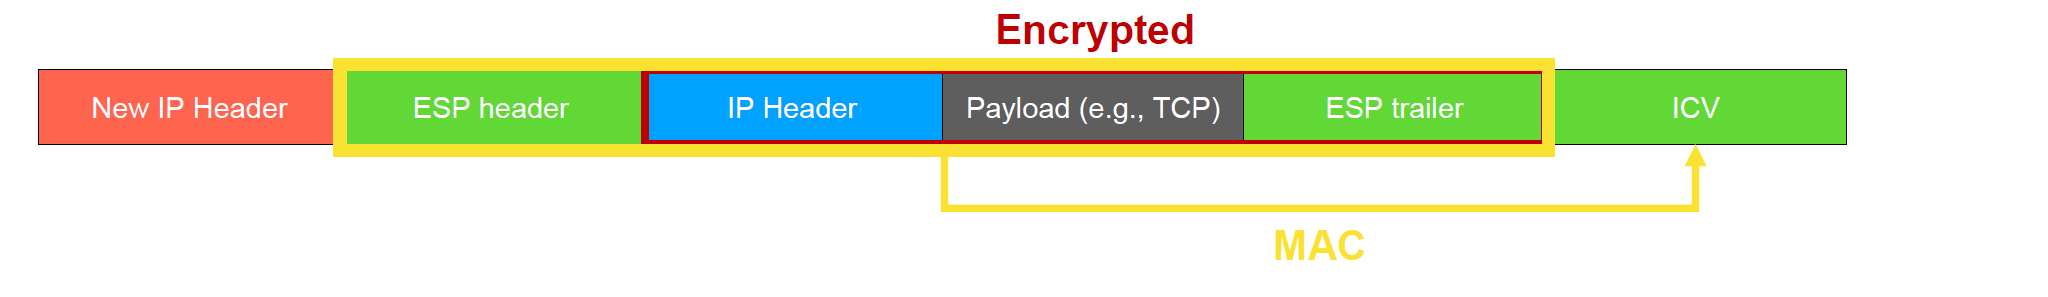 Encrypted
New IP Header
ESP header
IP Header
Payload (e.g., TCP)
ESP trailer
ICV
MAC